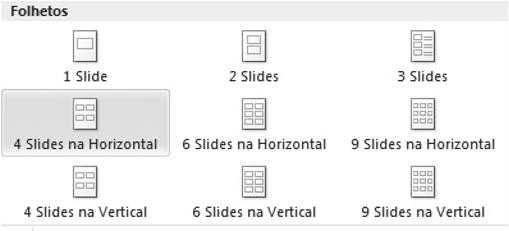 Folhetos
1 Slide
2 Slides
3 Slides
4 Slides na Horizontal
6 Slides na Horizontal
9 Slides na Horizontal
4 Slides na Vertical
6 Slides na Vertical
9 Slides na Vertical